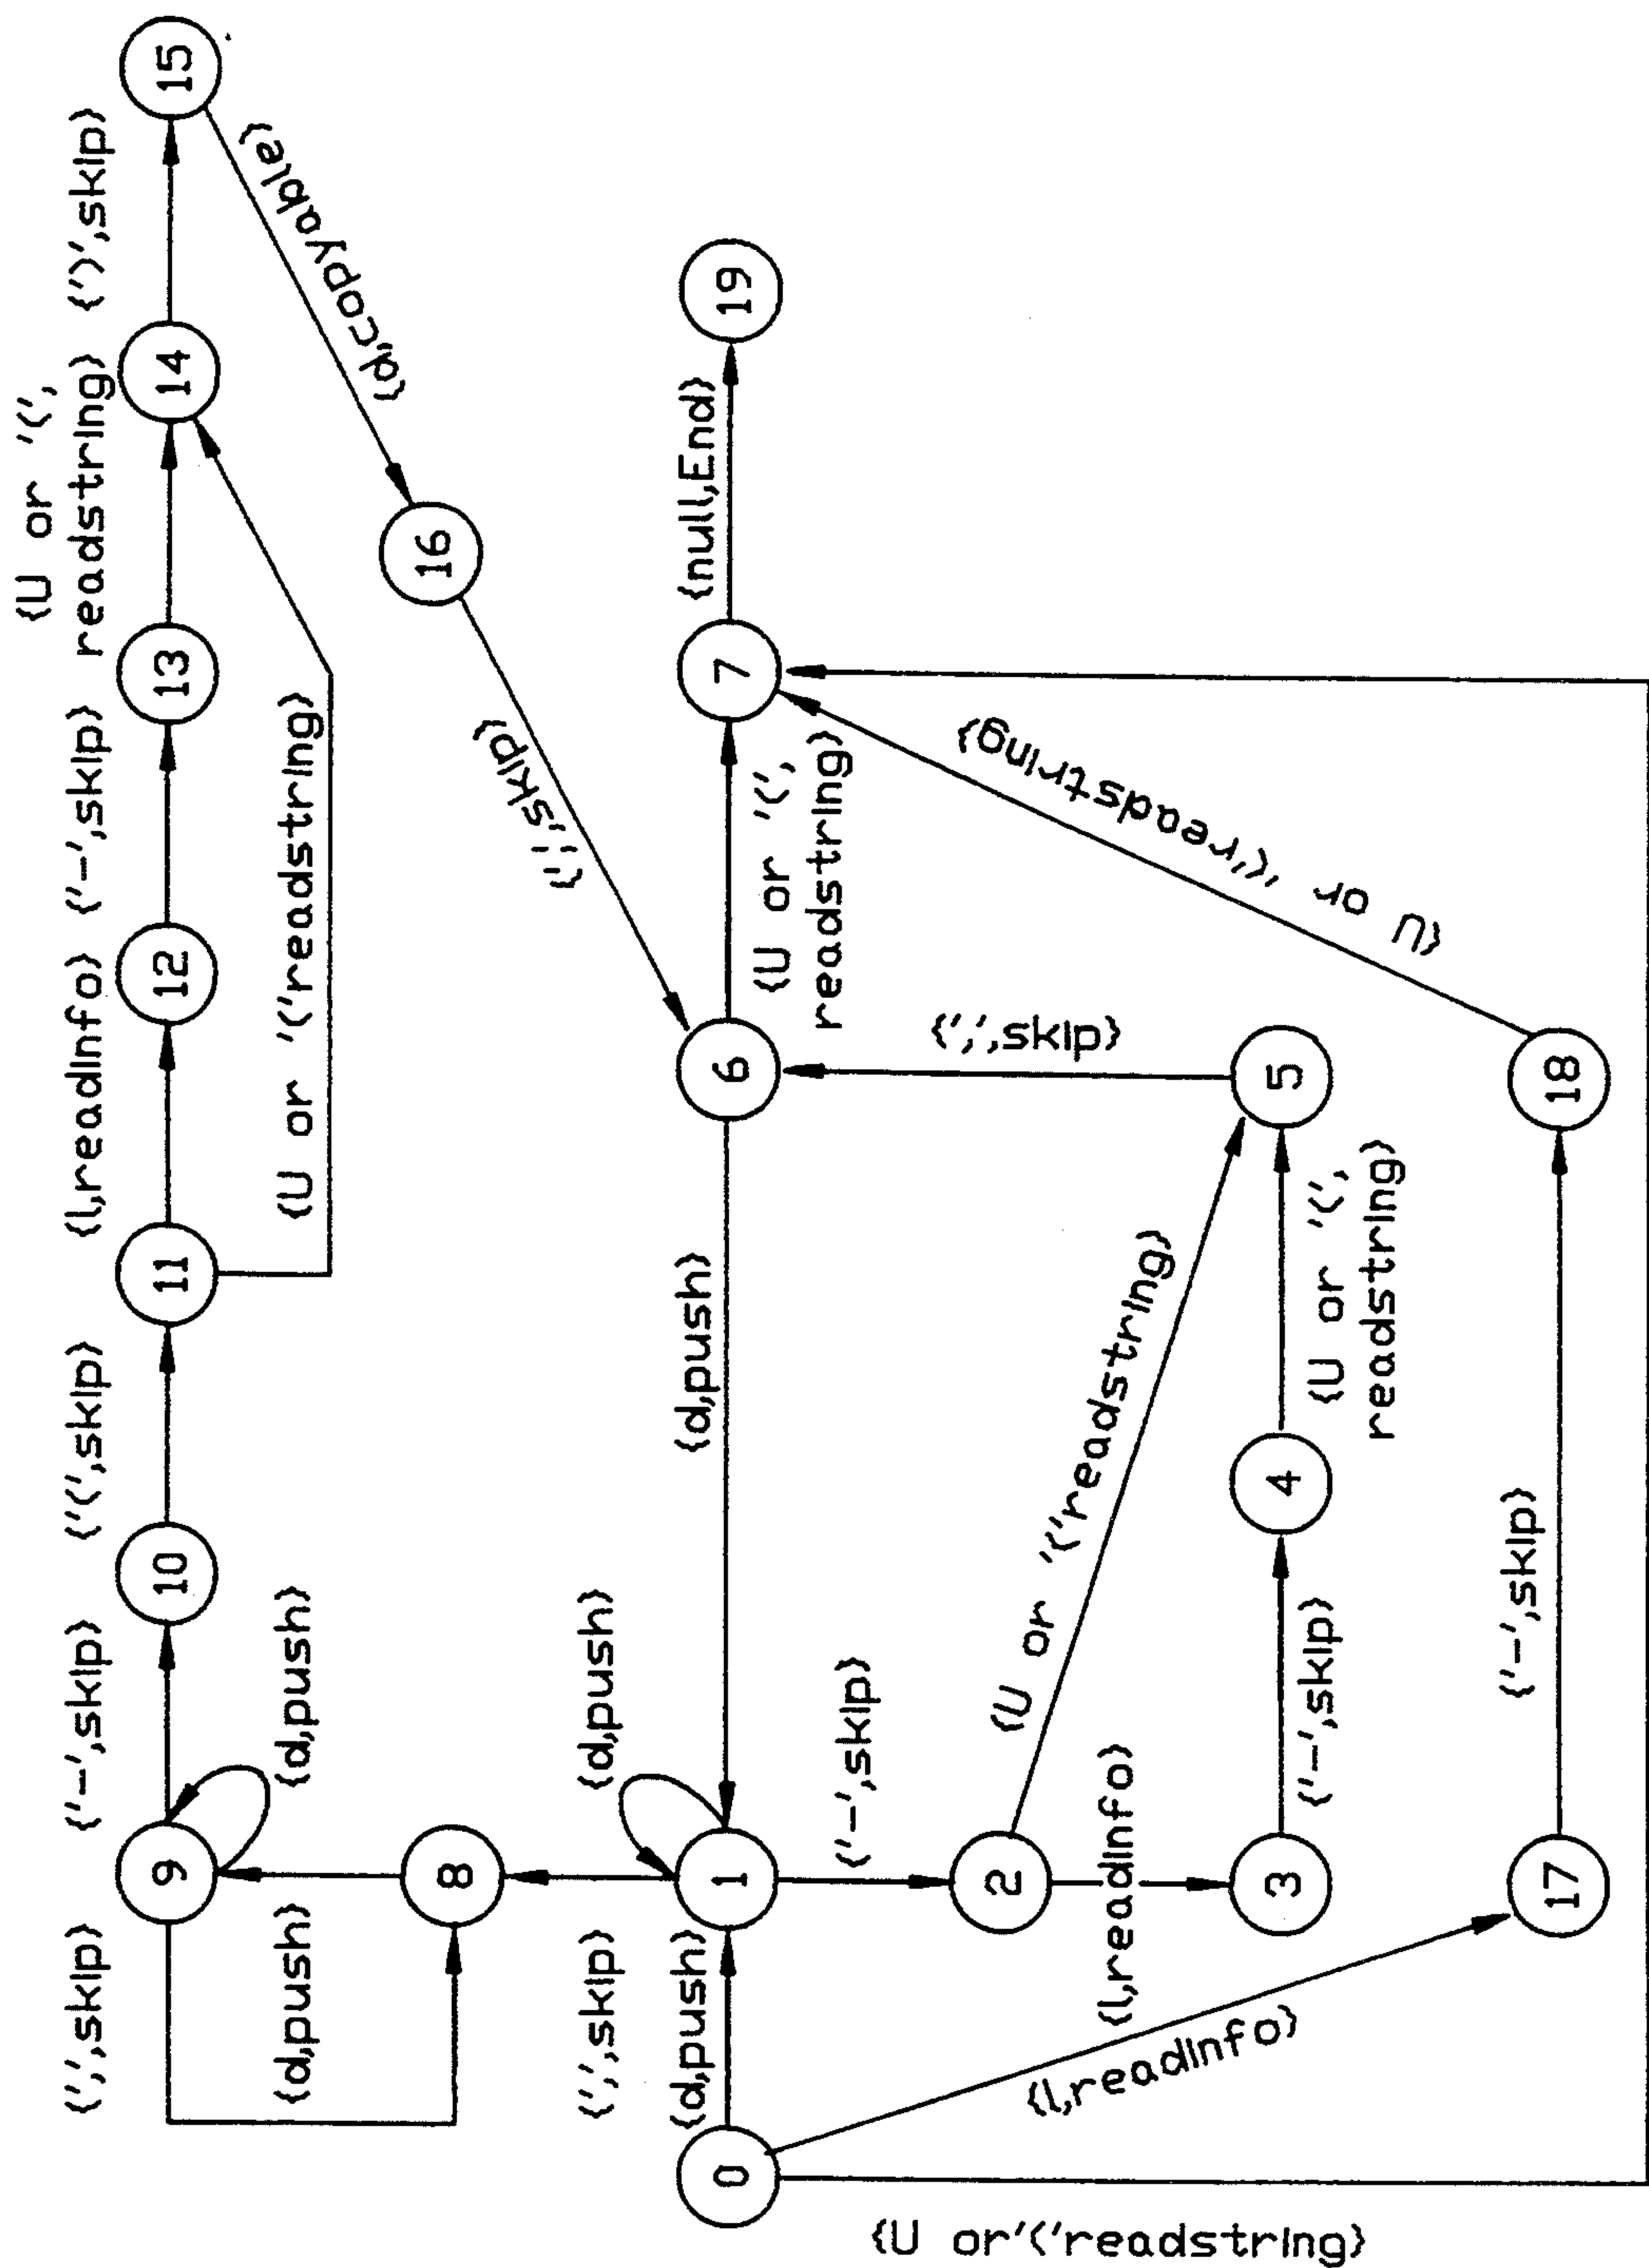 {U or '(',
readstring}
{',',skip}
{'-',skip}
{'(',skip}
{l,readinfo}
{'-',skip}
{')',skip}
9
10
11
12
13
14
15
{d,push}
{d,push}
{U or '('readstring}
{d,copyable}
8
16
{',',skip}
{d,push}
{';',skip}
{d,push}
{d,push}
{null,End}
0
1
6
7
19
{'-',skip}
{U or '(',
readstring}
{U or'('readstring}
2
{U or '('readstring}
{';',skip}
{U or '('readstring}
{l,readinfo}
{l,readinfo}
3
4
5
{'-',skip}
{U or '(',
readstring}
{'-',skip}
17
18